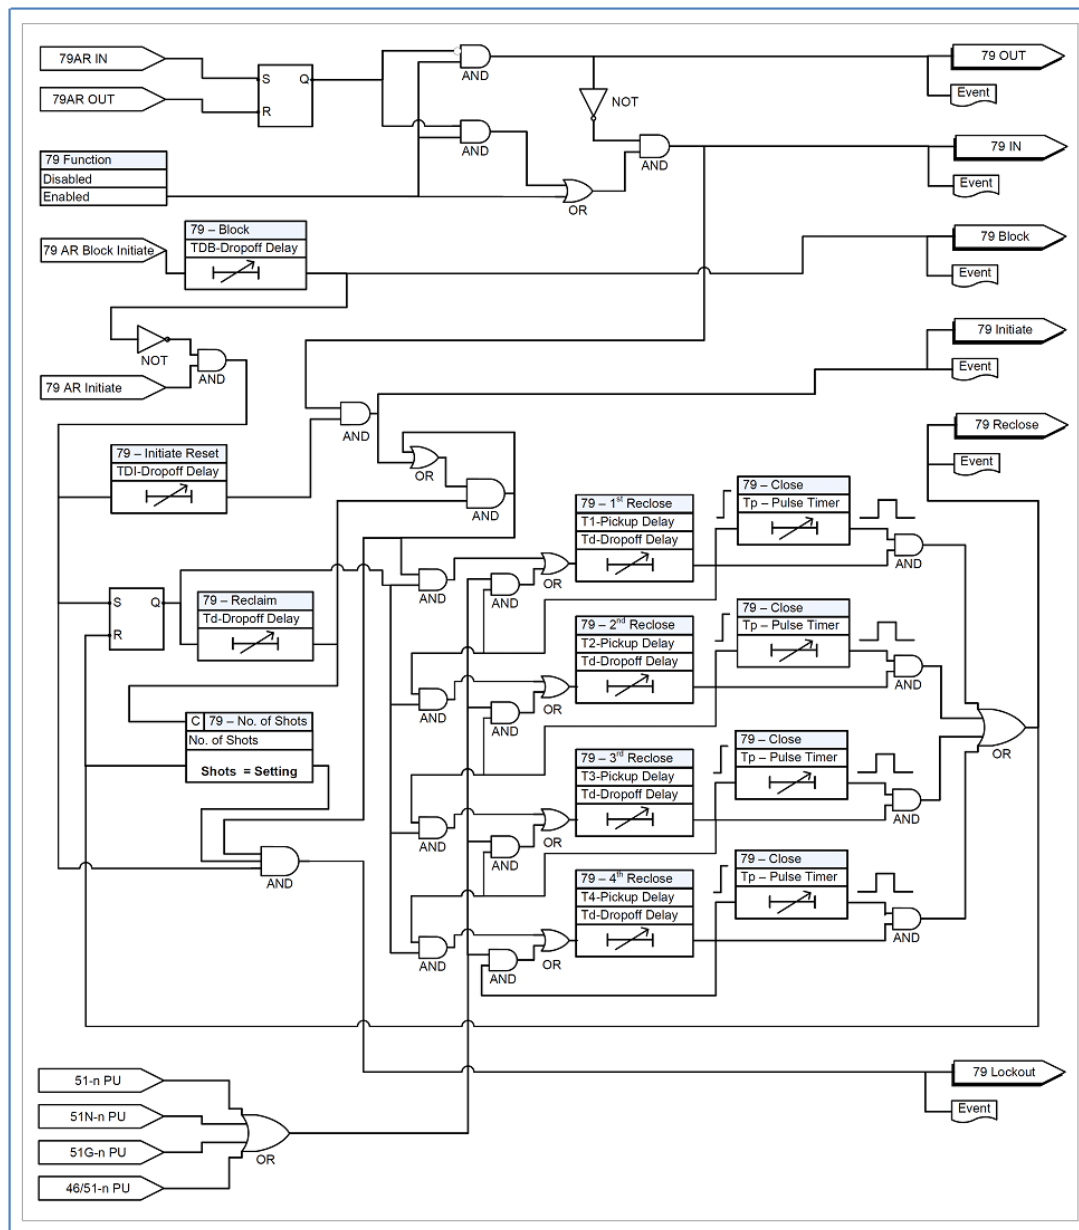 79AR IN
79AR OUT
S
Q
R
AND
79 OUT
Event
NOT
AND
AND
79 IN
Event
79 Function
Disabled
Enabled
OR
79 AR Block Initiate
79 – Block
TDB-Dropoff Delay
79 Block
Event
NOT
AND
79 AR Initiate
79 Initiate
Event
AND
79 Reclose
Event
79 – Initiate Reset
TDI-Dropoff Delay
OR
AND
79 – 1st Reclose
T1-Pickup Delay
Td-Dropoff Delay
79 – Close
Tp – Pulse Timer
AND
OR
AND
AND
S
Q
R
79 – Reclaim
Td-Dropoff Delay
79 – 2nd Reclose
T2-Pickup Delay
Td-Dropoff Delay
79 – Close
Tp – Pulse Timer
AND
OR
AND
AND
C 79 – No. of Shots
No. of Shots
Shots = Setting
79 – 3rd Reclose
T3-Pickup Delay
Td-Dropoff Delay
79 – Close
Tp – Pulse Timer
AND
OR
OR
AND
AND
AND
79 – 4th Reclose
T4-Pickup Delay
Td-Dropoff Delay
79 – Close
Tp – Pulse Timer
AND
OR
AND
AND
51-n PU
51N-n PU
51G-n PU
46/51-n PU
OR
79 Lockout
Event